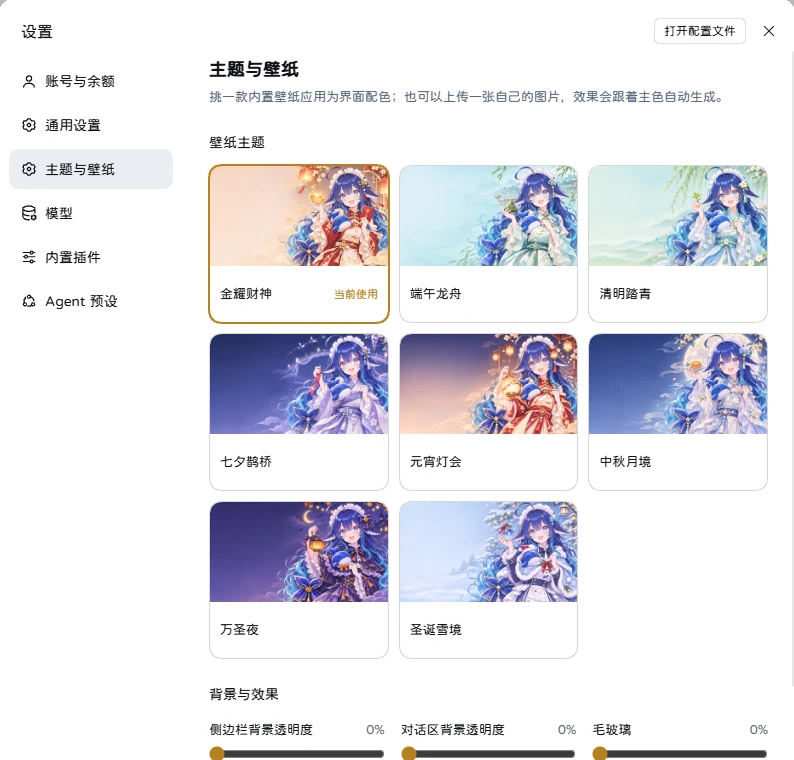 设置
打开配置文件
账号与余额
通用设置
主题与壁纸
模型
内置插件
Agent 预设
主题与壁纸
挑一款内置壁纸应用为界面配色；也可以上传一张自己的图片，效果会跟着主色自动生成。
壁纸主题
金耀财神 当前使用
端午龙舟
清明踏青
七夕鹊桥
元宵灯会
中秋月境
万圣夜
圣诞雪境
背景与效果
侧边栏背景透明度 0%
对话区背景透明度 0%
毛玻璃 0%